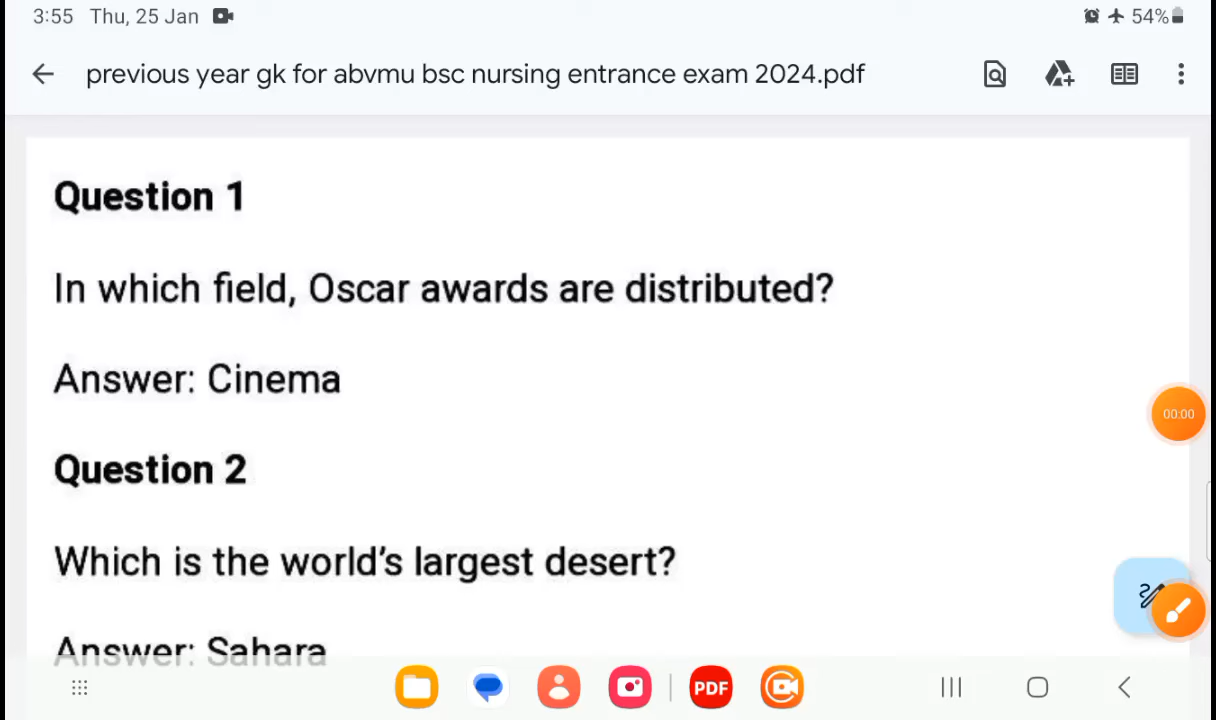 3:55 Thu, 25 Jan 54%
previous year gk for abvmu bsc nursing entrance exam 2024.pdf
Question 1
In which field, Oscar awards are distributed?
Answer: Cinema
00:00
Question 2
Which is the world's largest desert?
Answer: Sahara
PDF